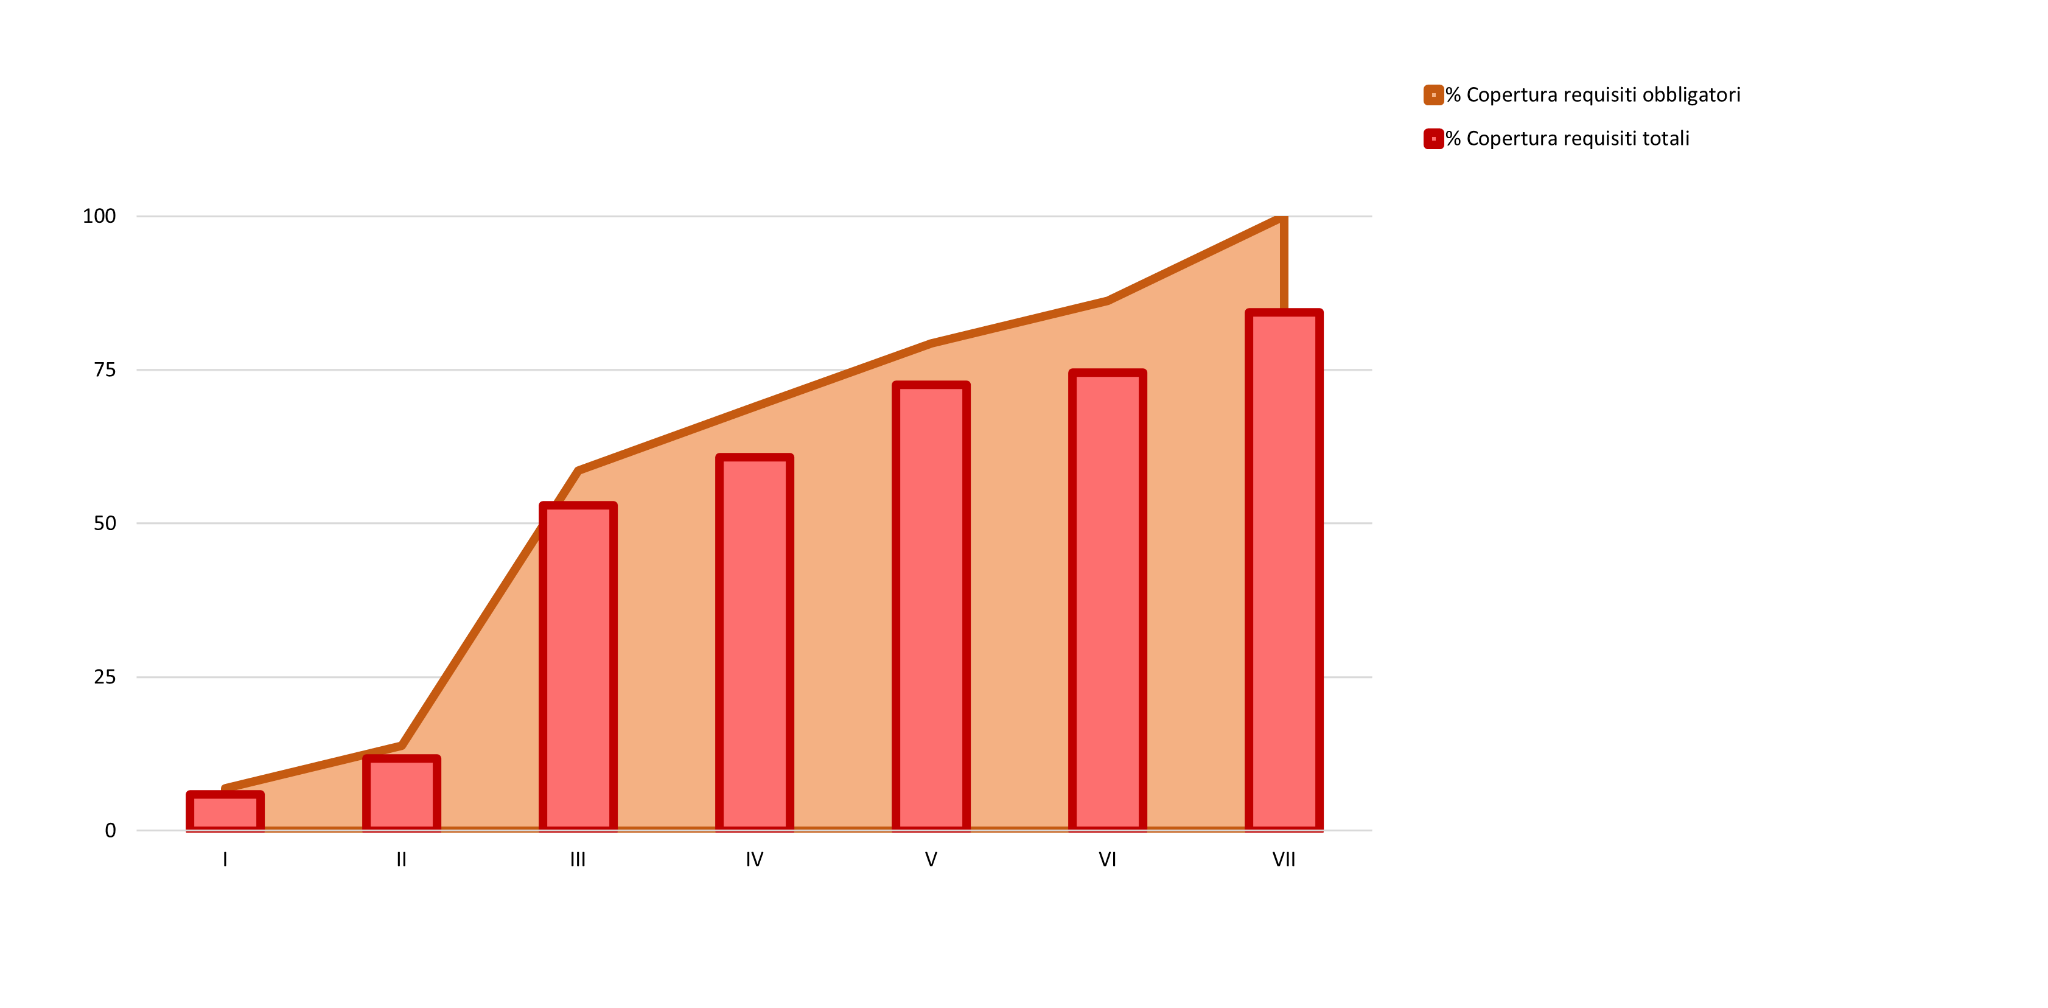 % Copertura requisiti obbligatori
% Copertura requisiti totali
100
75
50
25
0
I II III IV V VI VII